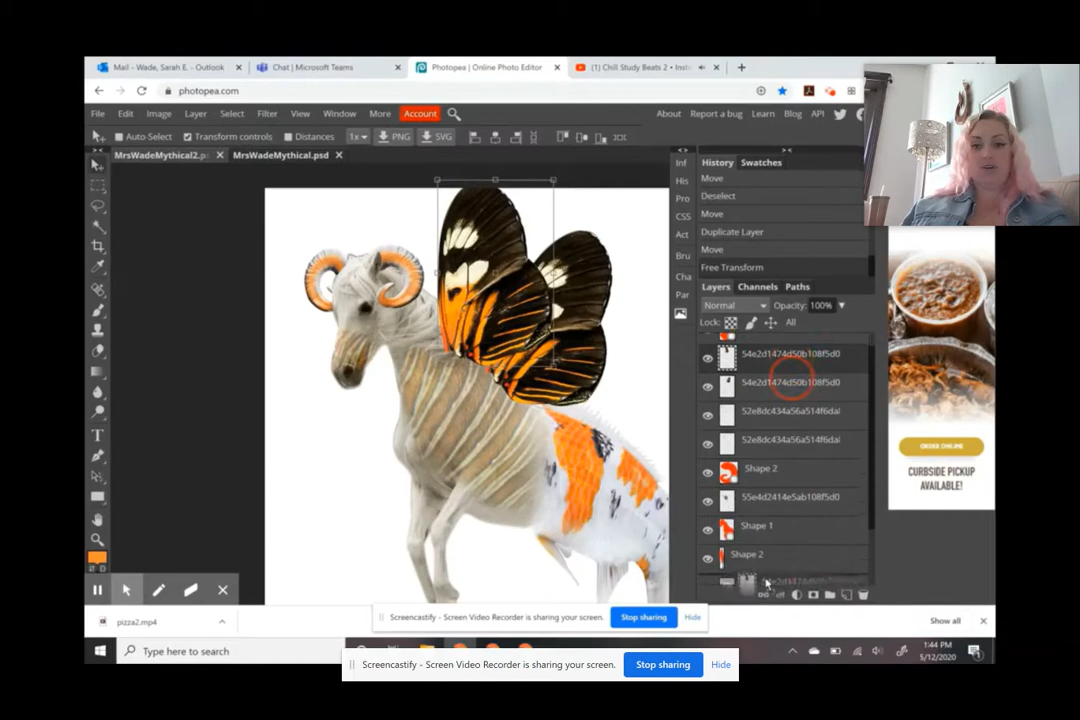 Mail - Wade, Sarah E. - Outlook
Chat | Microsoft Teams
Photopea | Online Photo Editor
(1) Chill Study Beats 2 • Inst
photopea.com
File Edit Image Layer Select Filter View Window More Account
About Report a bug Learn Blog API
Auto-Select Transform controls Distances 1x PNG SVG
MrsWadeMythical2.p
MrsWadeMythical.psd
Inf
His
Pro
CSS
Act
Bru
Cha
Par
History Swatches
Move
Deselect
Move
Duplicate Layer
Move
Free Transform
Layers Channels Paths
Normal Opacity: 100%
Lock: All
54e2d1474d50b108f5d0
54e2d1474d50b108f5d0
52e8dc434a56a514f6dal
52e8dc434a56a514f6dal
Shape 2
55e4d2414e5ab108f5d0
Shape 1
Shape 2
D
ORDER ONLINE
CURBSIDE PICKUP
AVAILABLE!
Screencastify - Screen Video Recorder is sharing your screen. Stop sharing Hide
pizza2.mp4
Show all
Type here to search
Screencastify - Screen Video Recorder is sharing your screen. Stop sharing Hide
1:44 PM
5/12/2020
1